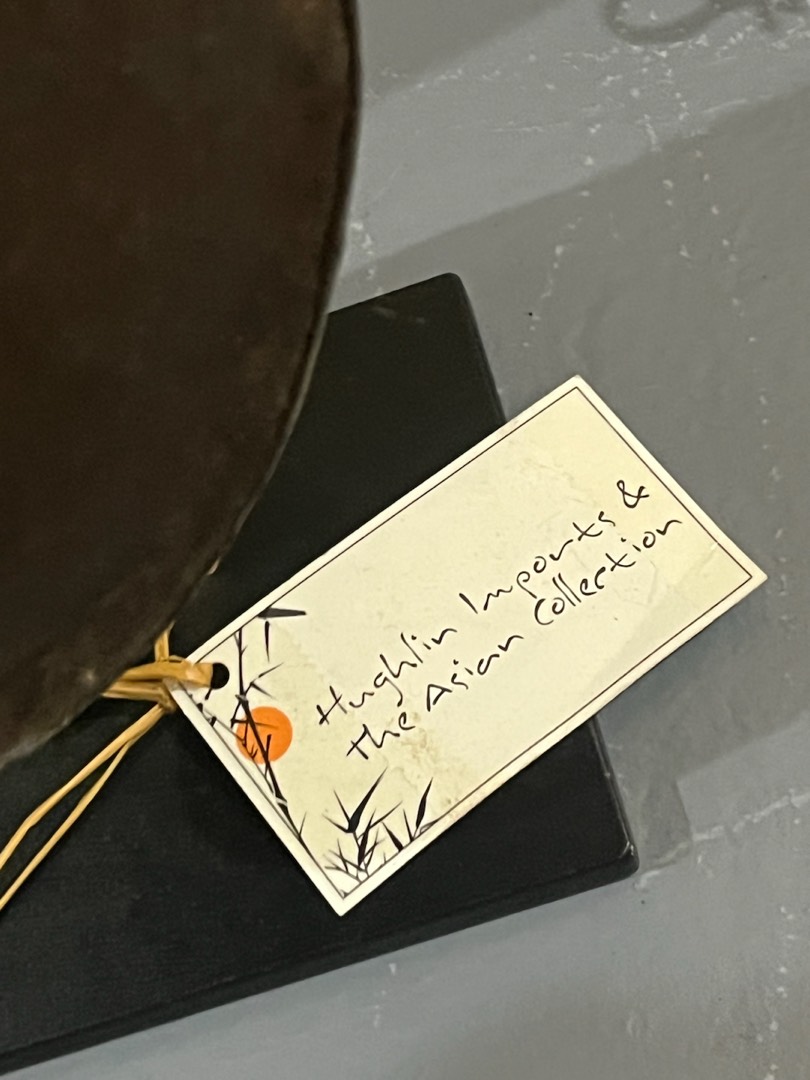 Hughlin Imports &
the Asian Collection